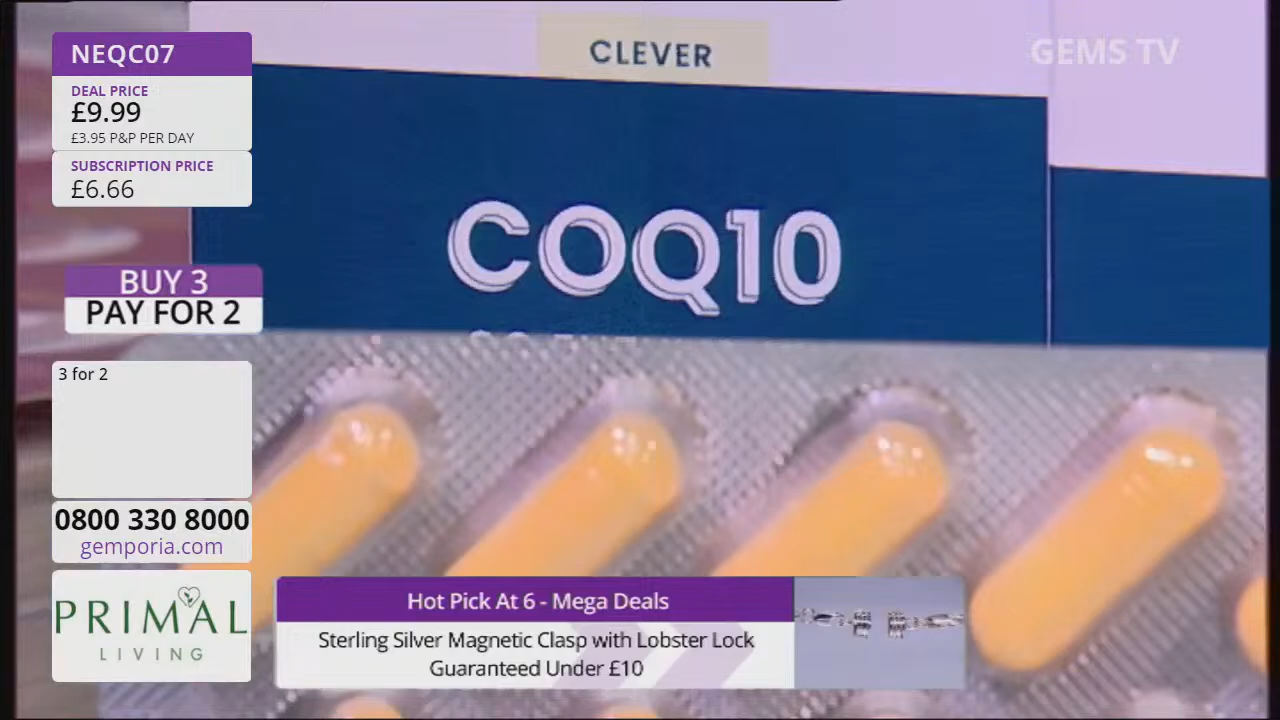 NEQC07
DEAL PRICE
£9.99
£3.95 P&P PER DAY
SUBSCRIPTION PRICE
£6.66
BUY 3
PAY FOR 2
3 for 2
0800 330 8000
gemporia.com
PRIMAL
LIVING
CLEVER
COQ10
GEMS TV
Hot Pick At 6 - Mega Deals
Sterling Silver Magnetic Clasp with Lobster Lock
Guaranteed Under £10